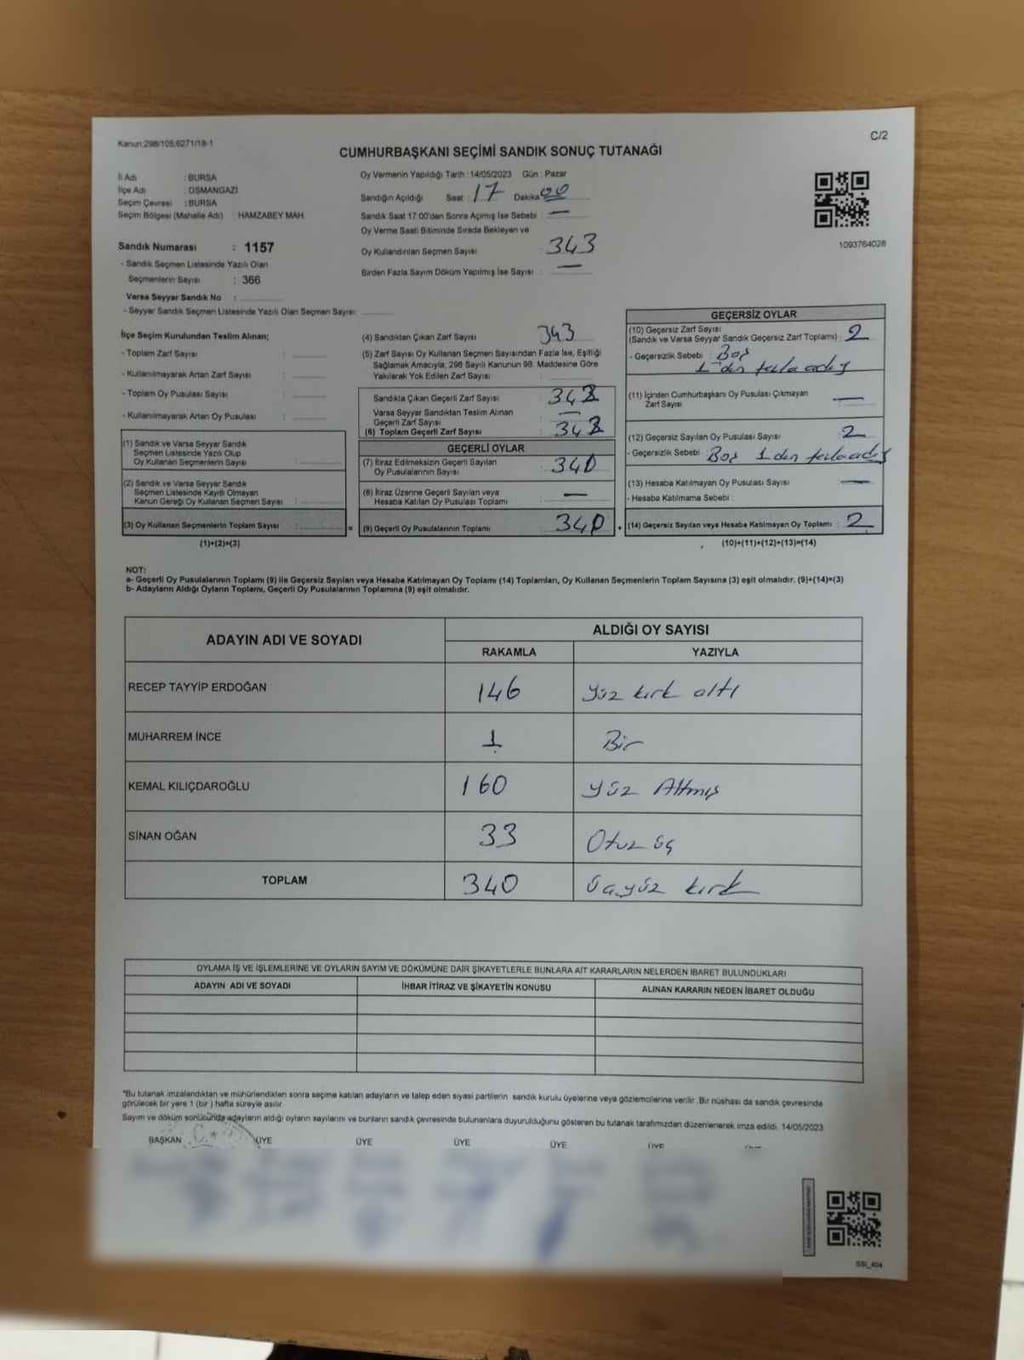 Kanun:298/105,6271/18-1
C/2
CUMHURBAŞKANI SEÇİMİ SANDIK SONUÇ TUTANAĞI
İl Adı : BURSA
İlçe Adı : OSMANGAZİ
Seçim Çevresi : BURSA
Seçim Bölgesi (Mahalle Adı) : HAMZABEY MAH.
Sandık Numarası : 1157
- Sandık Seçmen Listesinde Yazılı Olan
Seçmenlerin Sayısı : 366
Varsa Seyyar Sandık No :
- Seyyar Sandık Seçmen Listesinde Yazılı Olan Seçmen Sayısı :
Oy Vermenin Yapıldığı Tarih : 14/05/2023 Gün : Pazar
Sandığın Açıldığı Saat : 17 Dakika 00
Sandık Saat 17.00'den Sonra Açmış İse Sebebi : —
Oy Verme Saati Bitiminde Sırada Bekleyen ve
Oy Kullandırılan Seçmen Sayısı : 343
Birden Fazla Sayım Döküm Yapılmış İse Sayısı : —
1093764028
İlçe Seçim Kurulundan Teslim Alınan;
- Toplam Zarf Sayısı :
- Kullanılmayarak Artan Zarf Sayısı :
- Toplam Oy Pusulası Sayısı :
- Kullanılmayarak Artan Oy Pusulası :
(1) Sandık ve Varsa Seyyar Sandık
Seçmen Listesinde Yazılı Olup
Oy Kullanan Seçmenlerin Sayısı :
(2) Sandık ve Varsa Seyyar Sandık
Seçmen Listesinde Kayıtlı Olmayan
Kanun Gereği Oy Kullanan Seçmen Sayısı :
(3) Oy Kullanan Seçmenlerin Toplam Sayısı :
(1)+(2)=(3)
(4) Sandıktan Çıkan Zarf Sayısı : 343
(5) Zarf Sayısı Oy Kullanan Seçmen Sayısından Fazla İse, Eşitliği
Sağlamak Amacıyla, 298 Sayılı Kanunun 98. Maddesine Göre
Yakılarak Yok Edilen Zarf Sayısı :
Sandıkta Çıkan Geçerli Zarf Sayısı :
Varsa Seyyar Sandıktan Teslim Alınan
Geçerli Zarf Sayısı : —
(6) Toplam Geçerli Zarf Sayısı :
GEÇERLİ OYLAR
(7) İtiraz Edilmeksizin Geçerli Sayılan
Oy Pusulalarının Sayısı : 340
(8) İtiraz Üzerine Geçerli Sayılan veya
Hesaba Katılan Oy Pusulası Toplamı : —
(9) Geçerli Oy Pusulalarının Toplamı : 340
GEÇERSİZ OYLAR
(10) Geçersiz Zarf Sayısı
(Sandık ve Varsa Seyyar Sandık Geçersiz Zarf Toplamı) : 2
- Geçersizlik Sebebi : Boş
1'den fazla adış
(11) İçinden Cumhurbaşkanı Oy Pusulası Çıkmayan
Zarf Sayısı : —
(12) Geçersiz Sayılan Oy Pusulası Sayısı : 2
- Geçersizlik Sebebi : Boş 1 den fazla adış
(13) Hesaba Katılmayan Oy Pusulası Sayısı : —
- Hesaba Katılmama Sebebi :
(14) Geçersiz Sayılan veya Hesaba Katılmayan Oy Toplamı : 2
(10)+(11)+(12)+(13)=(14)
NOT:
a- Geçerli Oy Pusulalarının Toplamı (9) ile Geçersiz Sayılan veya Hesaba Katılmayan Oy Toplamı (14) Toplamları, Oy Kullanan Seçmenlerin Toplam Sayısına (3) eşit olmalıdır. (9)+(14)=(3)
b- Adayların Aldığı Oyların Toplamı, Geçerli Oy Pusulalarının Toplamına (9) eşit olmalıdır.
ADAYIN ADI VE SOYADI
ALDIĞI OY SAYISI
RAKAMLA YAZIYLA
RECEP TAYYİP ERDOĞAN 146 yüz kırk altı
MUHARREM İNCE 1 Bir
KEMAL KILIÇDAROĞLU 160 yüz Altmış
SİNAN OĞAN 33 Otuz üç
TOPLAM 340 üçyüz kırk
OYLAMA İŞ VE İŞLEMLERİNE VE OYLARIN SAYIM VE DÖKÜMÜNE DAİR ŞİKAYETLERLE BUNLARA AİT KARARLARIN NELERDEN İBARET BULUNDUKLARI
ADAYIN ADI VE SOYADI İHBAR İTİRAZ VE ŞİKAYETİN KONUSU ALINAN KARARIN NEDEN İBARET OLDUĞU
*Bu tutanak imzalandıktan ve mühürlendikten sonra seçime katılan adayların ve talep eden siyasi partilerin sandık kurulu üyelerine veya gözlemcilerine verilir. Bir nüshası da sandık çevresinde
görülecek bir yere 1 (bir) hafta süreyle asılır.
Sayım ve döküm sonucunda adayların aldığı oyların sayılarını ve bunların sandık çevresinde bulunanlara duyurulduğunu gösteren bu tutanak tarafımızdan düzenlenerek imza edildi. 14/05/2023
BAŞKAN ÜYE ÜYE ÜYE ÜYE ÜYE
SSI_404